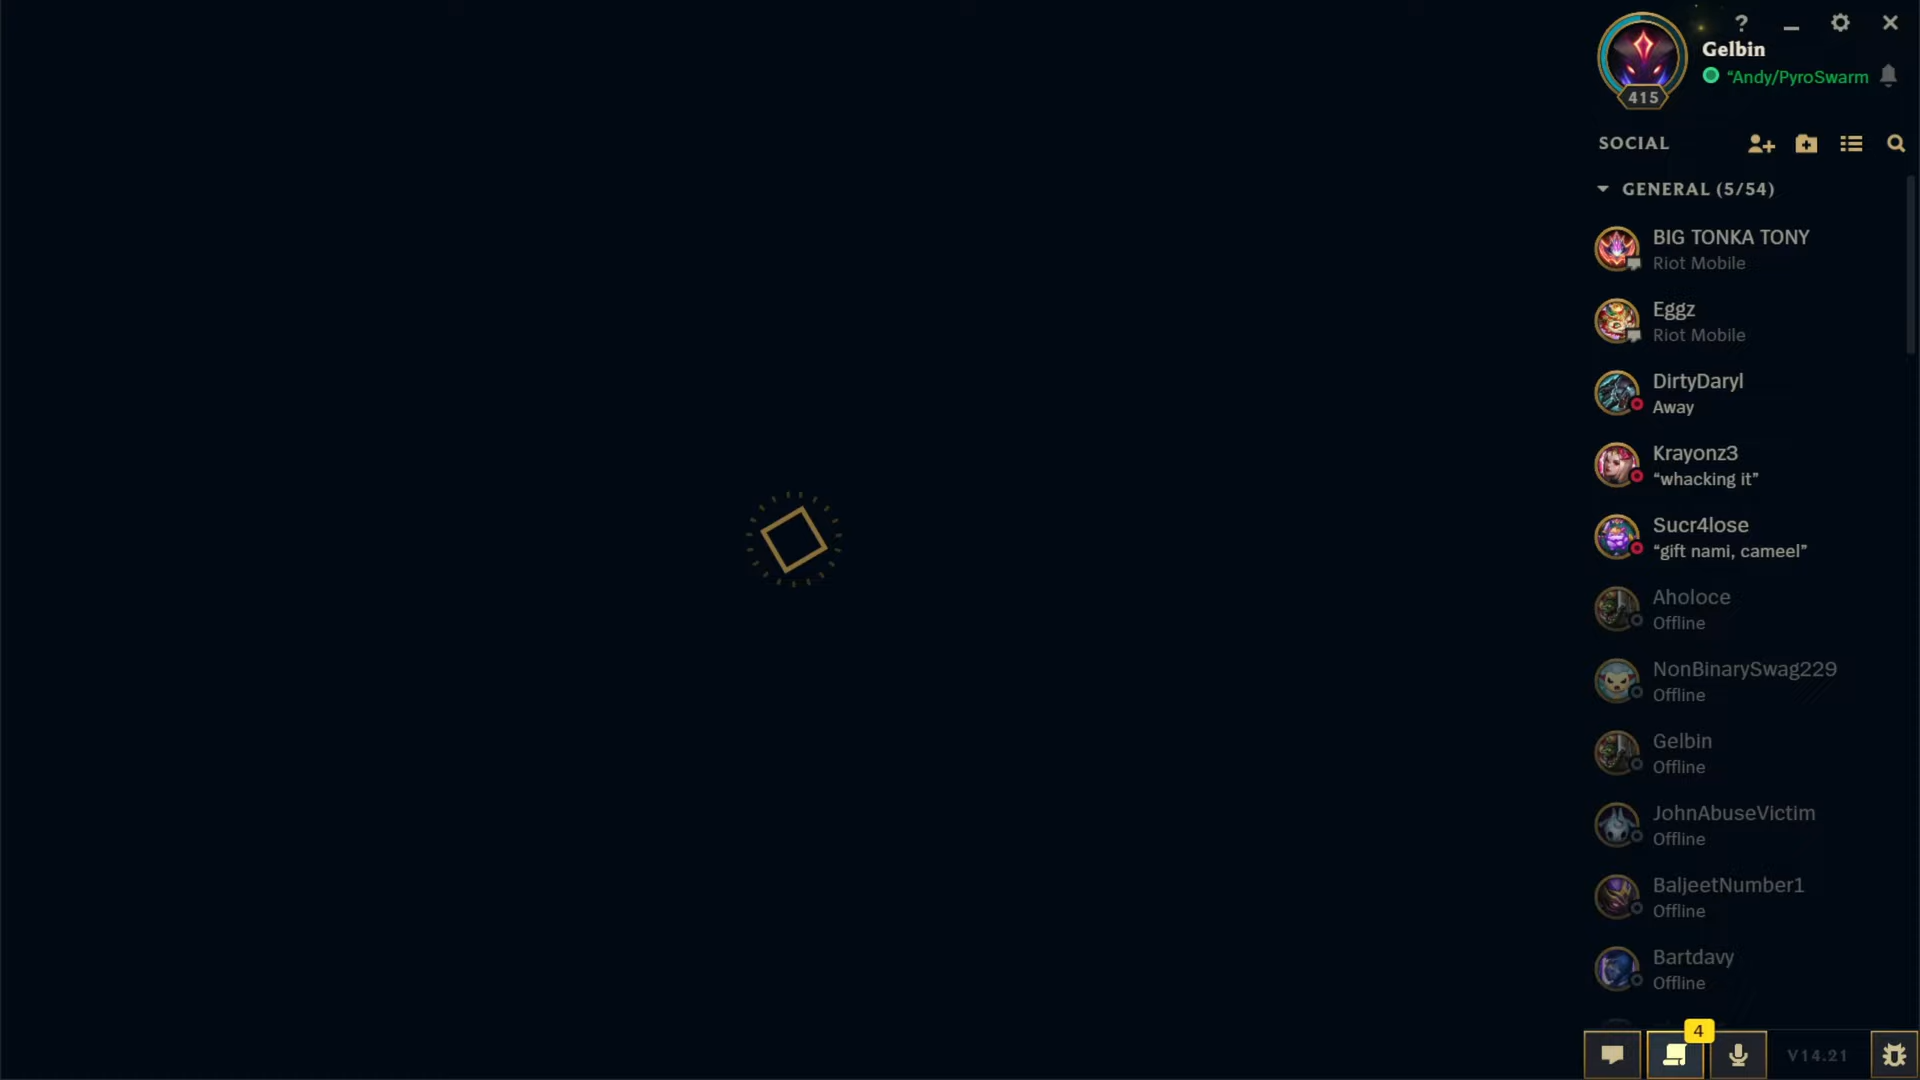 ?
Gelbin
“Andy/PyroSwarm
415
SOCIAL
GENERAL (5/54)
BIG TONKA TONY
Riot Mobile
Eggz
Riot Mobile
DirtyDaryl
Away
Krayonz3
“whacking it”
Sucr4lose
“gift nami, cameel”
Aholoce
Offline
NonBinarySwag229
Offline
Gelbin
Offline
JohnAbuseVictim
Offline
BaljeetNumber1
Offline
Bartdavy
Offline
4
V14.21